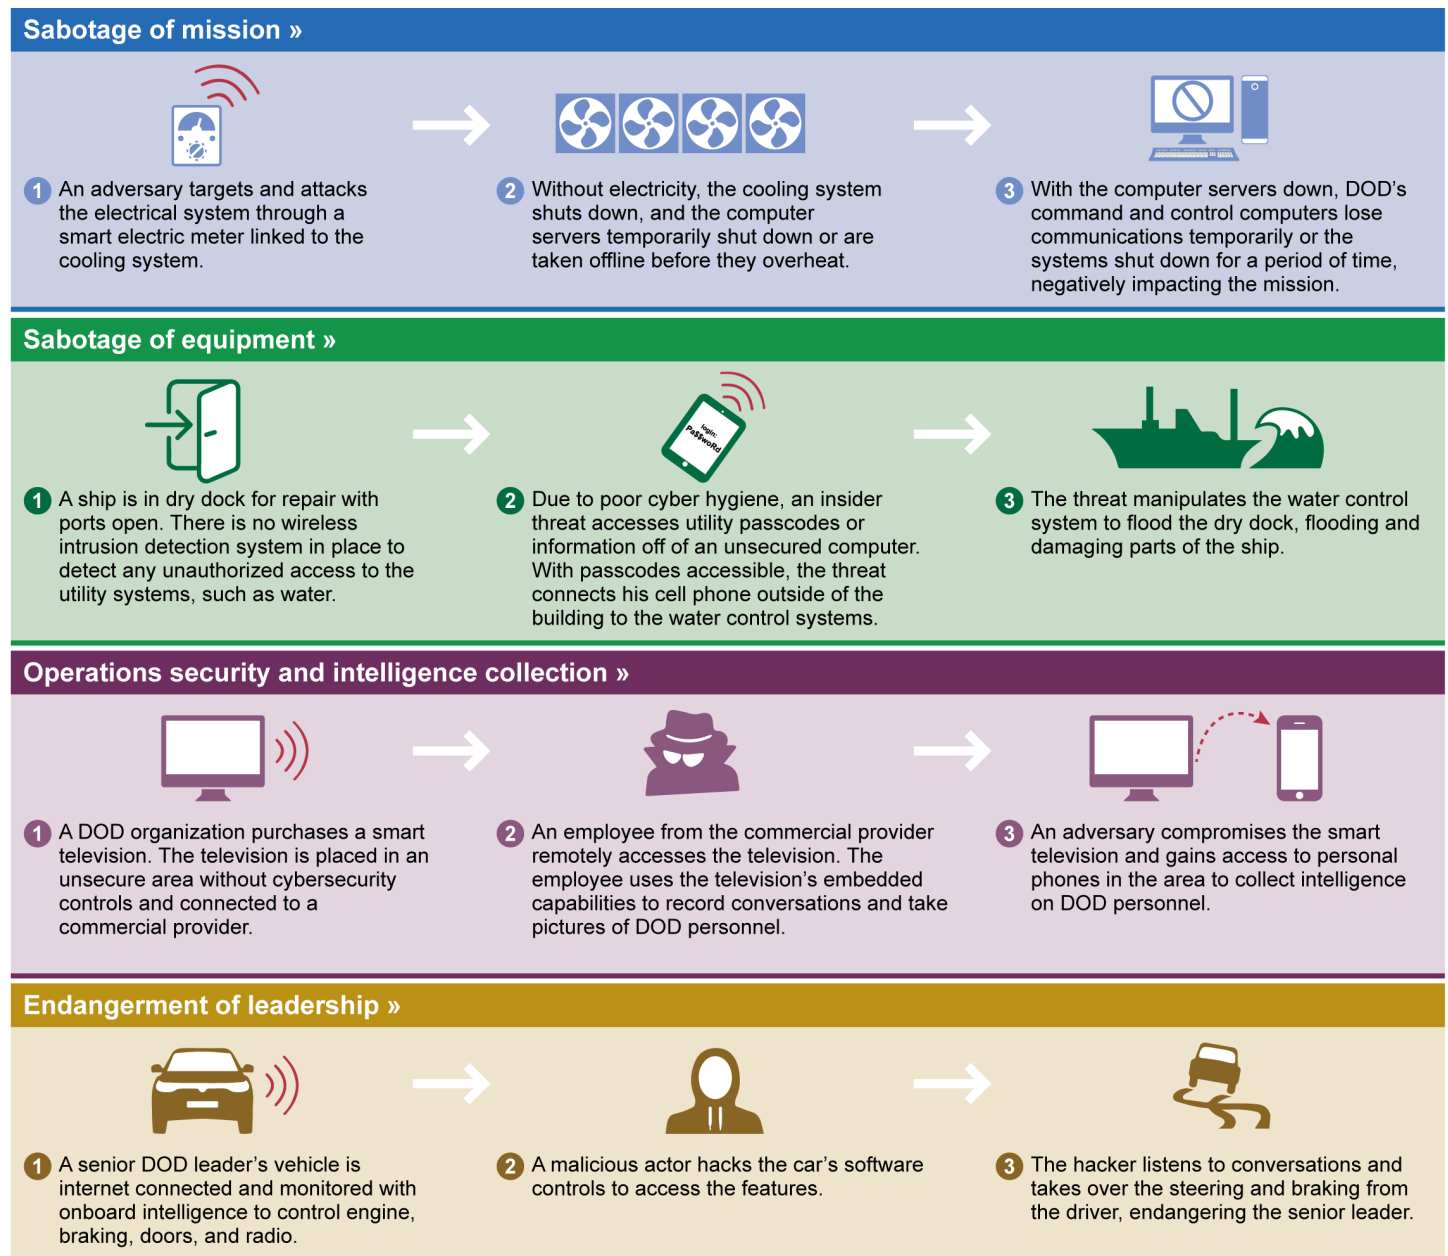 Sabotage of mission »
1 An adversary targets and attacks
the electrical system through a
smart electric meter linked to the
cooling system.
2 Without electricity, the cooling system
shuts down, and the computer
servers temporarily shut down or are
taken offline before they overheat.
3 With the computer servers down, DOD’s
command and control computers lose
communications temporarily or the
systems shut down for a period of time,
negatively impacting the mission.
Sabotage of equipment »
1 A ship is in dry dock for repair with
ports open. There is no wireless
intrusion detection system in place to
detect any unauthorized access to the
utility systems, such as water.
login:
Pa$$woRd
2 Due to poor cyber hygiene, an insider
threat accesses utility passcodes or
information off of an unsecured computer.
With passcodes accessible, the threat
connects his cell phone outside of the
building to the water control systems.
3 The threat manipulates the water control
system to flood the dry dock, flooding and
damaging parts of the ship.
Operations security and intelligence collection »
1 A DOD organization purchases a smart
television. The television is placed in an
unsecure area without cybersecurity
controls and connected to a
commercial provider.
2 An employee from the commercial provider
remotely accesses the television. The
employee uses the television’s embedded
capabilities to record conversations and take
pictures of DOD personnel.
3 An adversary compromises the smart
television and gains access to personal
phones in the area to collect intelligence
on DOD personnel.
Endangerment of leadership »
1 A senior DOD leader’s vehicle is
internet connected and monitored with
onboard intelligence to control engine,
braking, doors, and radio.
2 A malicious actor hacks the car’s software
controls to access the features.
3 The hacker listens to conversations and
takes over the steering and braking from
the driver, endangering the senior leader.